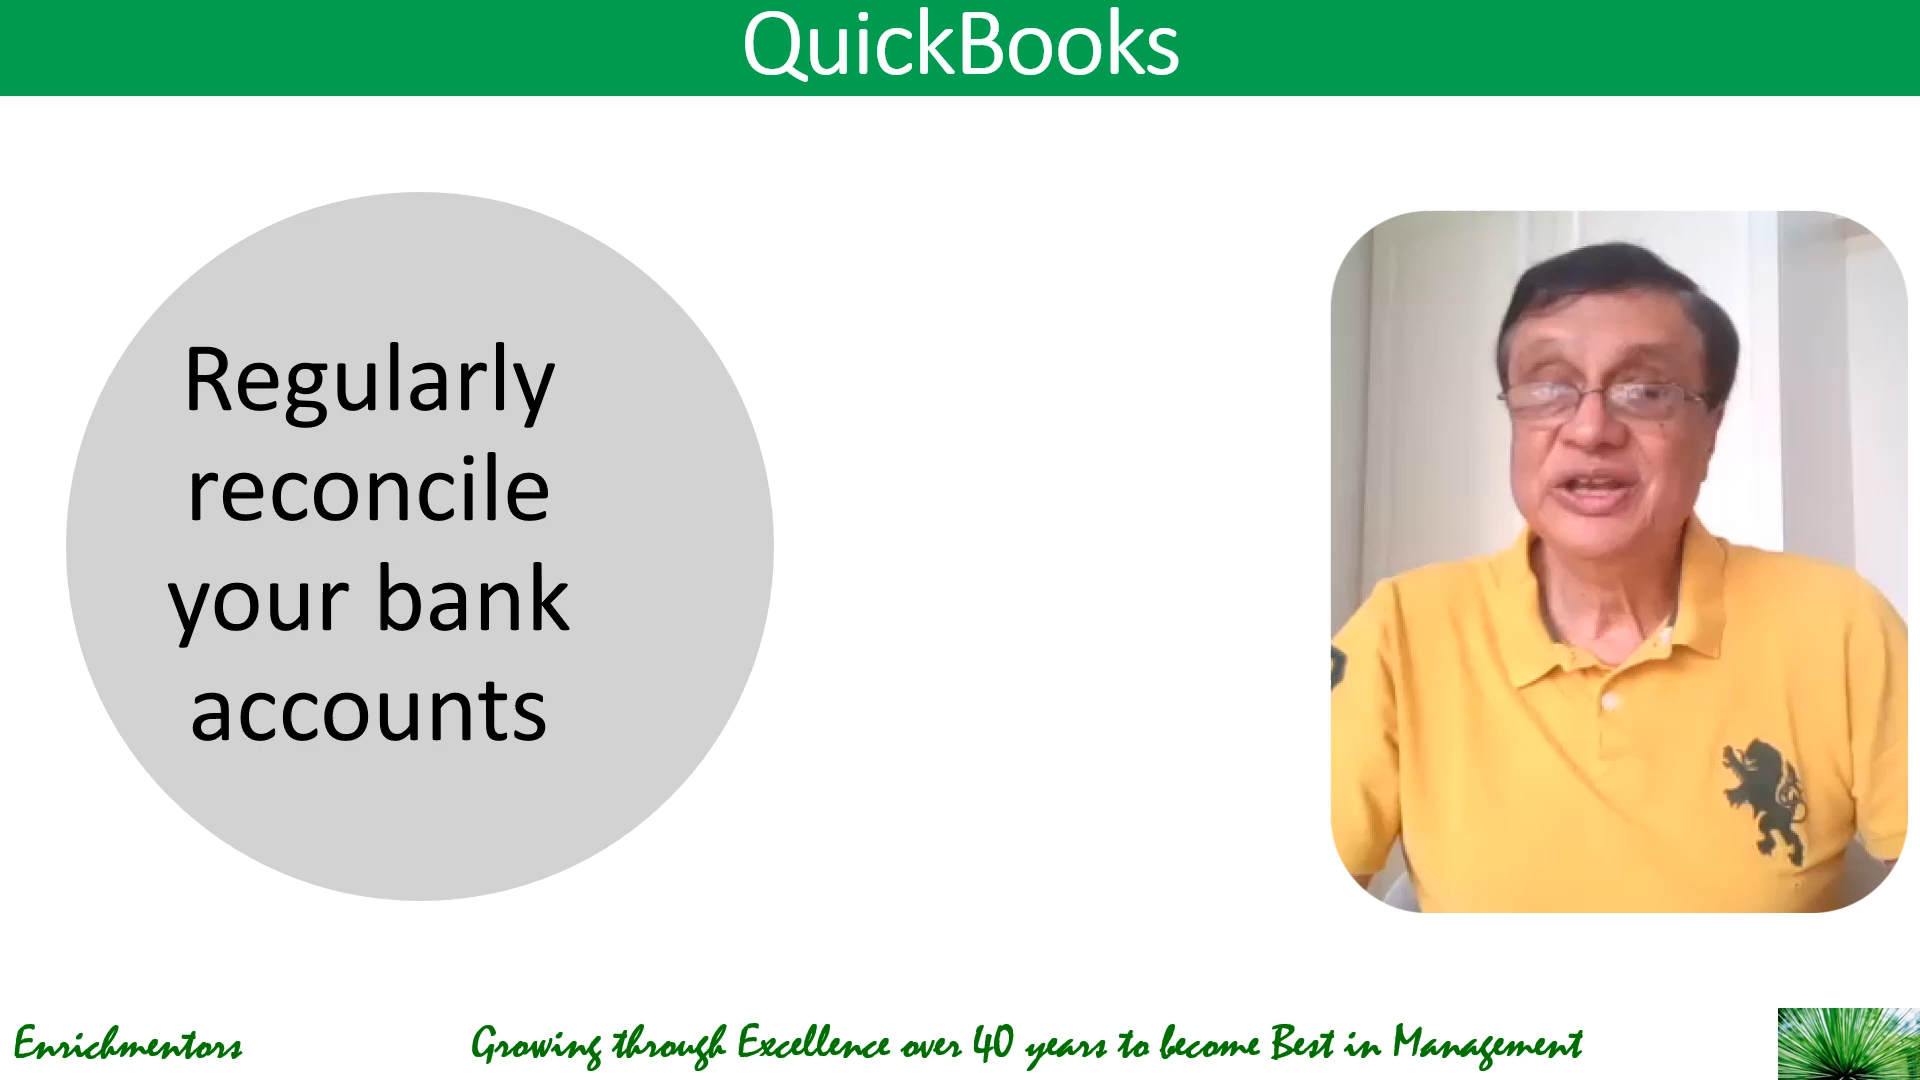 QuickBooks
Regularly
reconcile
your bank
accounts
Enrichmentors
Growing through Excellence over 40 years to become Best in Management